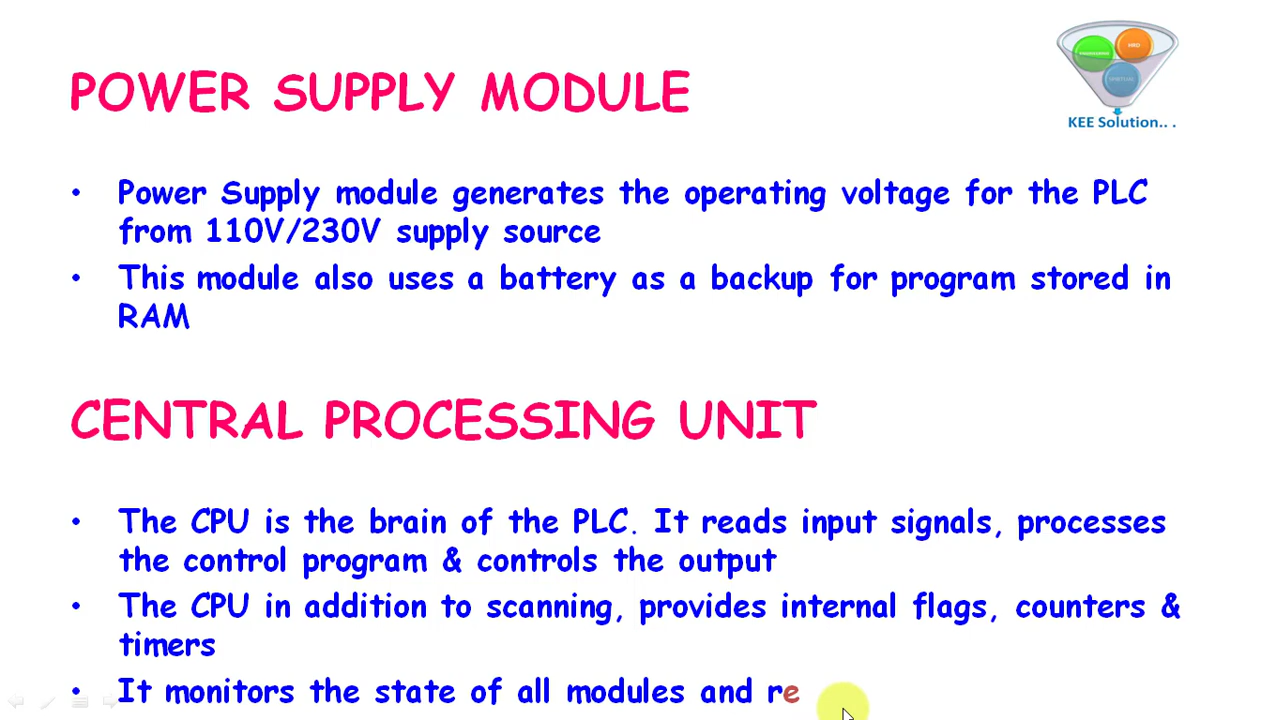 POWER SUPPLY MODULE
HRD
KEE Solution.. .
• Power Supply module generates the operating voltage for the PLC
from 110V/230V supply source
• This module also uses a battery as a backup for program stored in
RAM
CENTRAL PROCESSING UNIT
• The CPU is the brain of the PLC. It reads input signals, processes
the control program & controls the output
• The CPU in addition to scanning, provides internal flags, counters &
timers
• It monitors the state of all modules and re